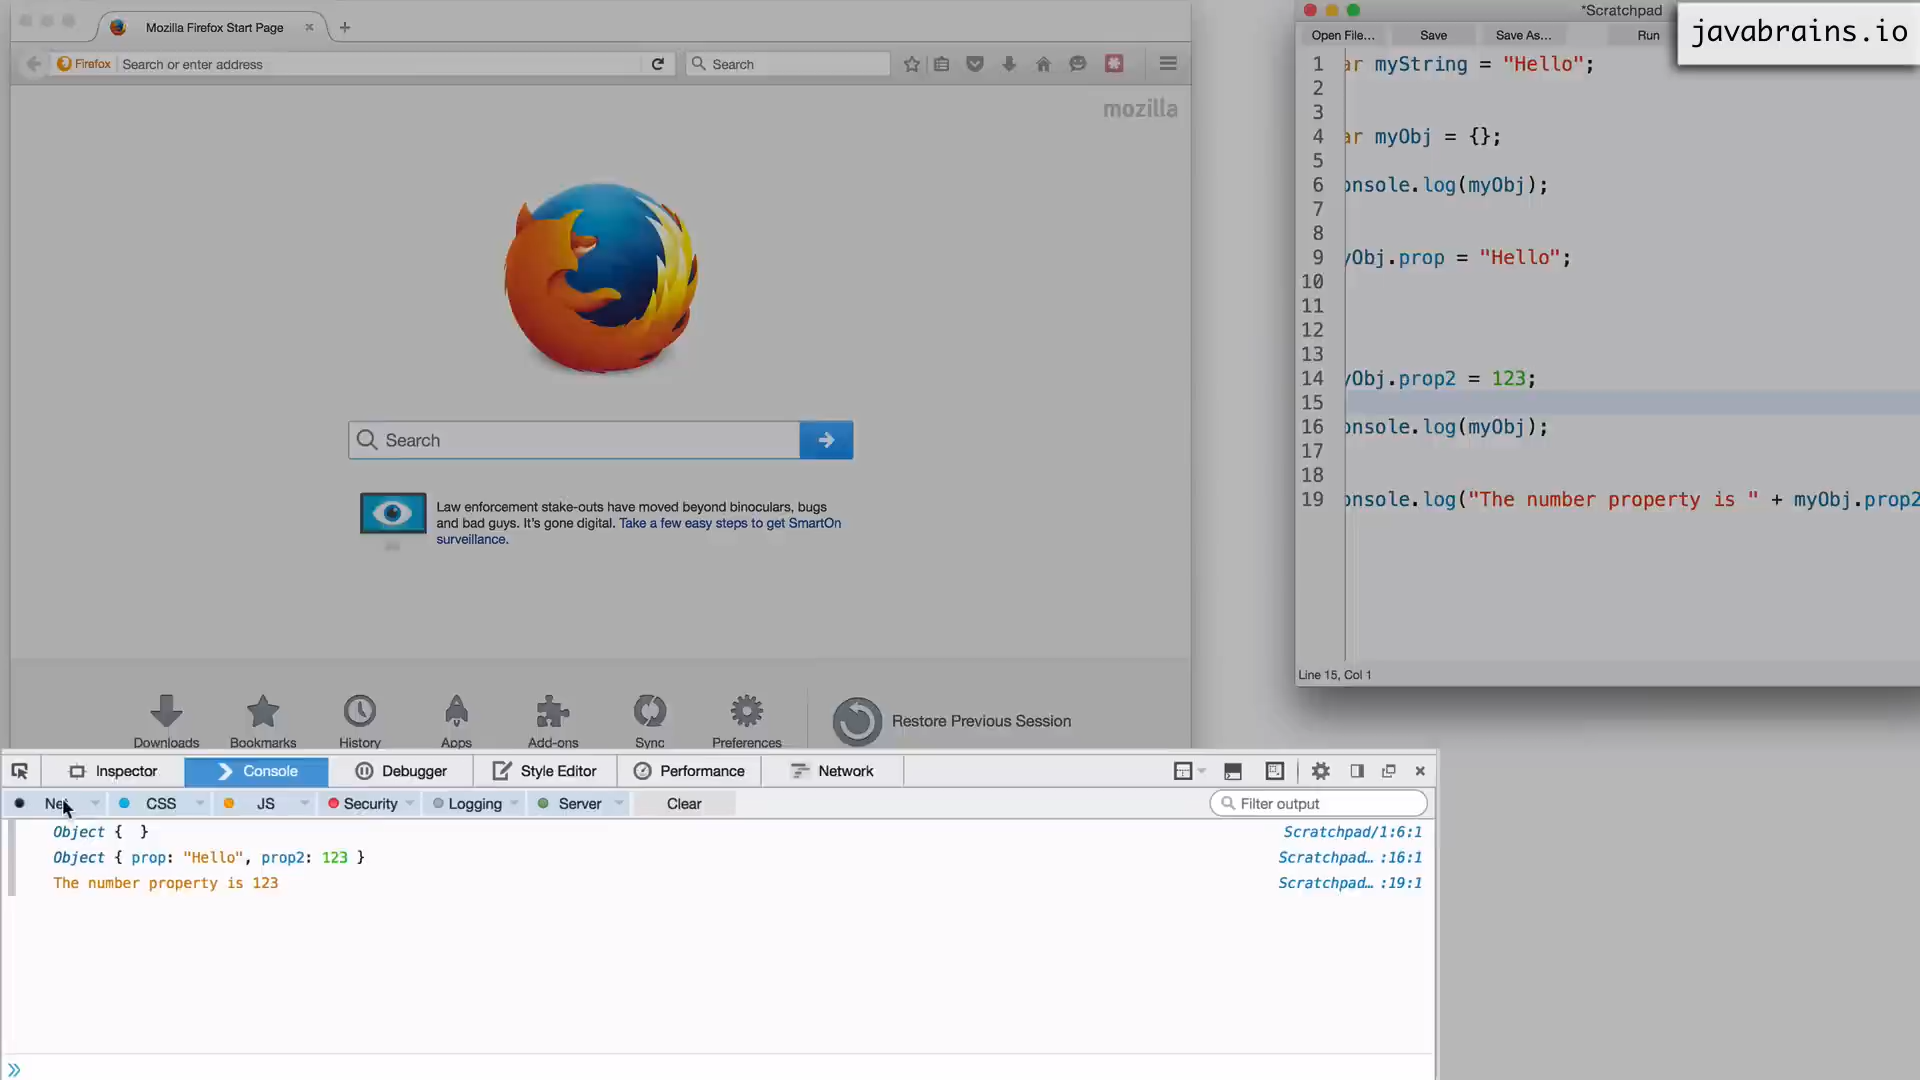 Mozilla Firefox Start Page
Firefox Search or enter address
Search
mozilla
Search
Law enforcement stake-outs have moved beyond binoculars, bugs
and bad guys. It's gone digital. Take a few easy steps to get SmartOn
surveillance.
Downloads
Bookmarks
History
Apps
Add-ons
Sync
Preferences
Restore Previous Session
*Scratchpad
javabrains.io
Open File...
Save
Save As...
Run
1 ar myString = "Hello";
2
3
4 ar myObj = {};
5
6 onsole.log(myObj);
7
8
9 yObj.prop = "Hello";
10
11
12
13
14 yObj.prop2 = 123;
15
16 onsole.log(myObj);
17
18
19 onsole.log("The number property is " + myObj.prop2
Line 15, Col 1
Inspector
Console
Debugger
Style Editor
Performance
Network
CSS
JS
Security
Logging
Server
Clear
Filter output
Object { } Scratchpad/1:6:1
Object { prop: "Hello", prop2: 123 } Scratchpad… :16:1
The number property is 123 Scratchpad… :19:1